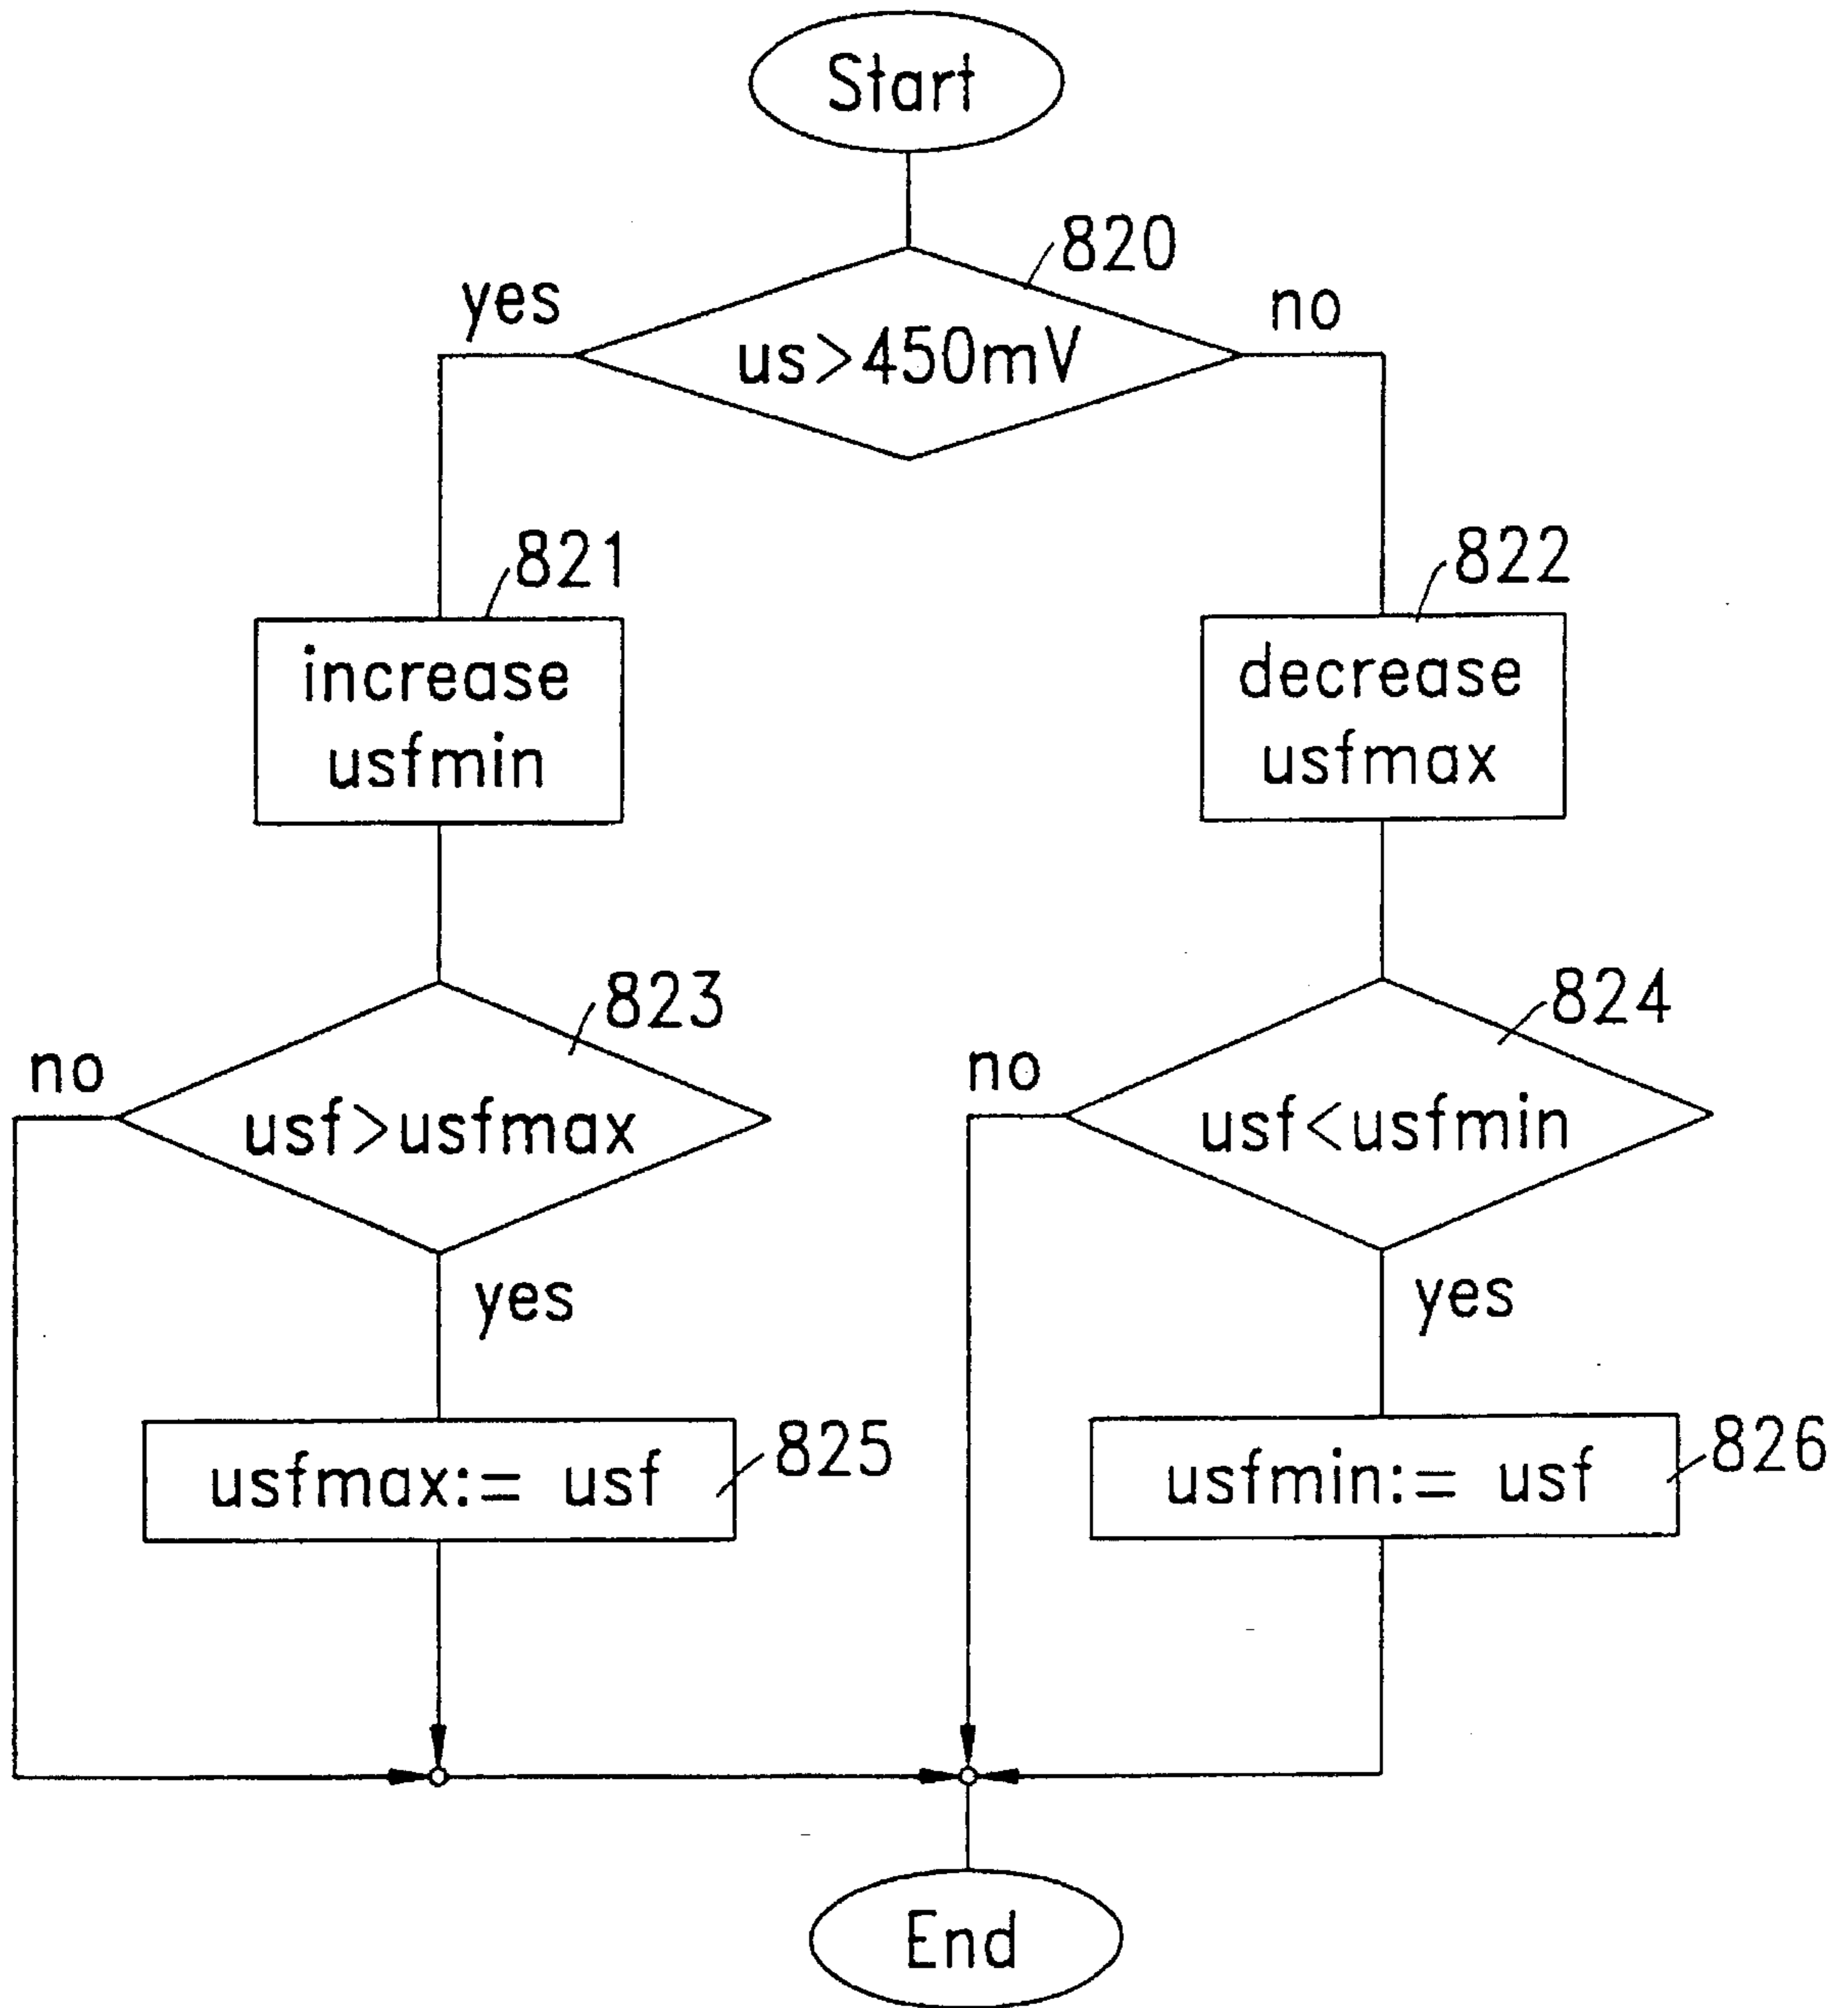 Start
820
yes
no
us>450mV
821
822
increase
usfmin
decrease
usfmax
823
824
no
no
usf>usfmax
usf<usfmin
yes
yes
usfmax:= usf
825
usfmin:= usf
826
End